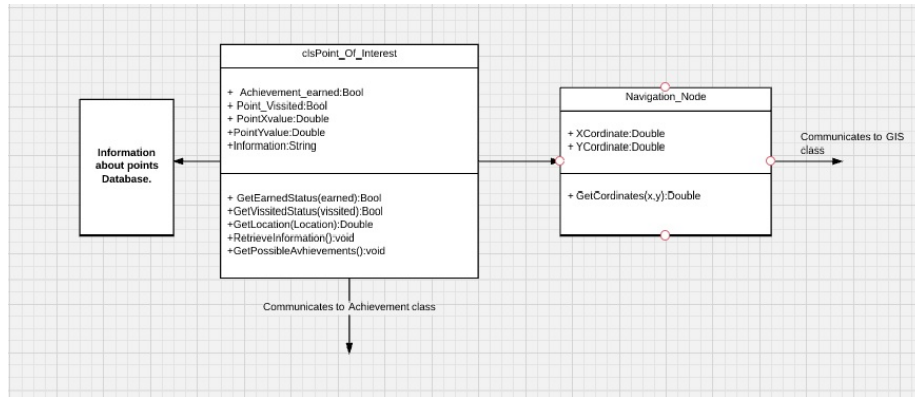 clsPoint_Of_Interest
+ Achievement_earned:Bool
+ Point_Vissited:Bool
+ PointXvalue:Double
+PointYvalue:Double
+Information:String
+ GetEarnedStatus(earned):Bool
+GetVissitedStatus(vissited):Bool
+GetLocation(Location):Double
+RetrieveInformation():void
+GetPossibleAvhievements():void
Information
about points
Database.
Navigation_Node
+ XCordinate:Double
+ YCordinate:Double
+ GetCordinates(x,y):Double
Communicates to GIS
class
Communicates to Achievement class